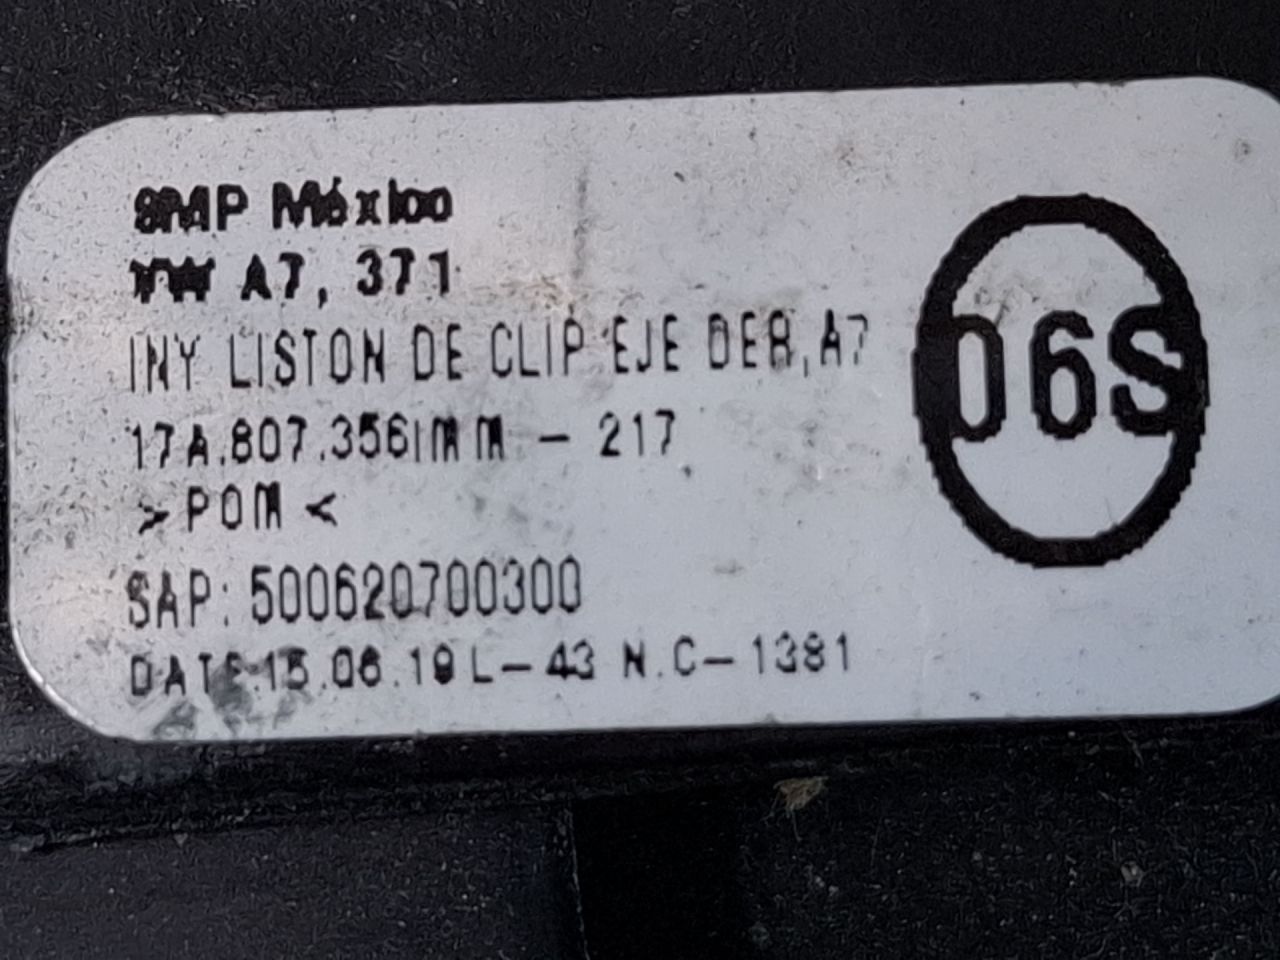 SMP México
VW A7, 371
INY LISTON DE CLIP EJE DER, A7
17A.807.356 - 217
>POM<
SAP: 500620700300
DATE:15.06.19 L-43 N.C-1381
06S